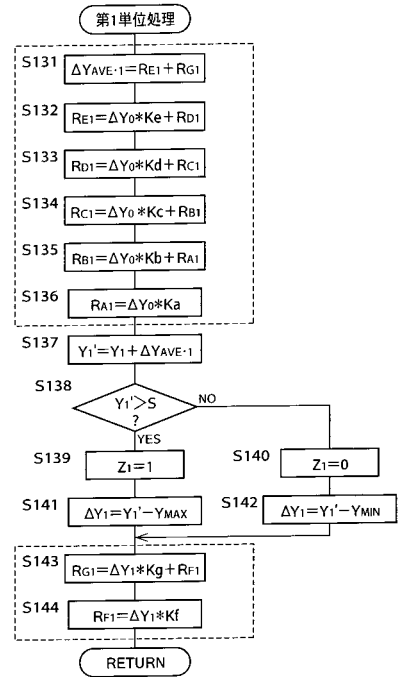 第1単位処理
S131
ΔYAVE·1=RE1+RG1
S132
RE1=ΔY0*Ke+RD1
S133
RD1=ΔY0*Kd+RC1
S134
RC1=ΔY0*Kc+RB1
S135
RB1=ΔY0*Kb+RA1
S136
RA1=ΔY0*Ka
S137
Y1'=Y1+ΔYAVE·1
S138
Y1'>S
?
NO
YES
S139
Z1=1
S140
Z1=0
S141
ΔY1=Y1'-YMAX
S142
ΔY1=Y1'-YMIN
S143
RG1=ΔY1*Kg+RF1
S144
RF1=ΔY1*Kf
RETURN